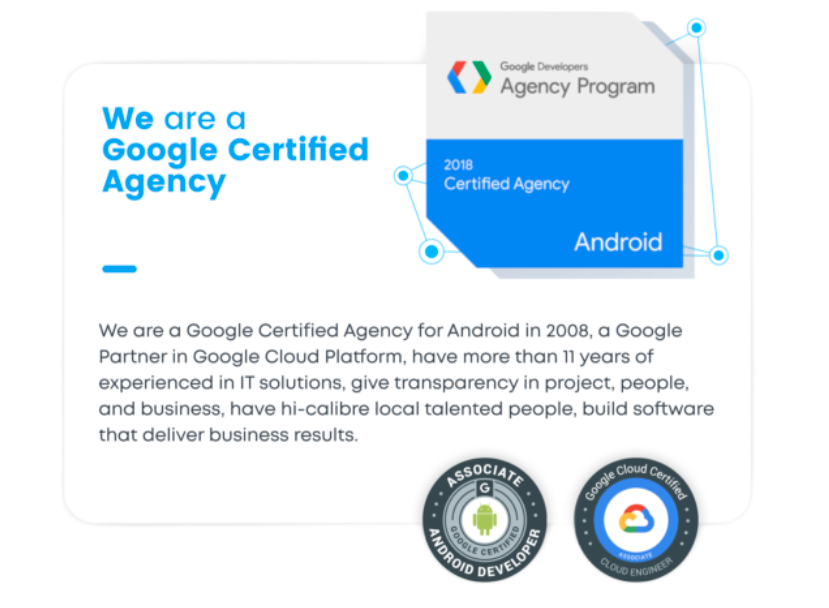 Google Developers
Agency Program
2018
Certified Agency
Android
We are a
Google Certified
Agency
We are a Google Certified Agency for Android in 2008, a Google
Partner in Google Cloud Platform, have more than 11 years of
experienced in IT solutions, give transparency in project, people,
and business, have hi-calibre local talented people, build software
that deliver business results.
ASSOCIATE
G
GOOGLE CERTIFIED
ANDROID DEVELOPER
Google Cloud Certified
ASSOCIATE
CLOUD ENGINEER